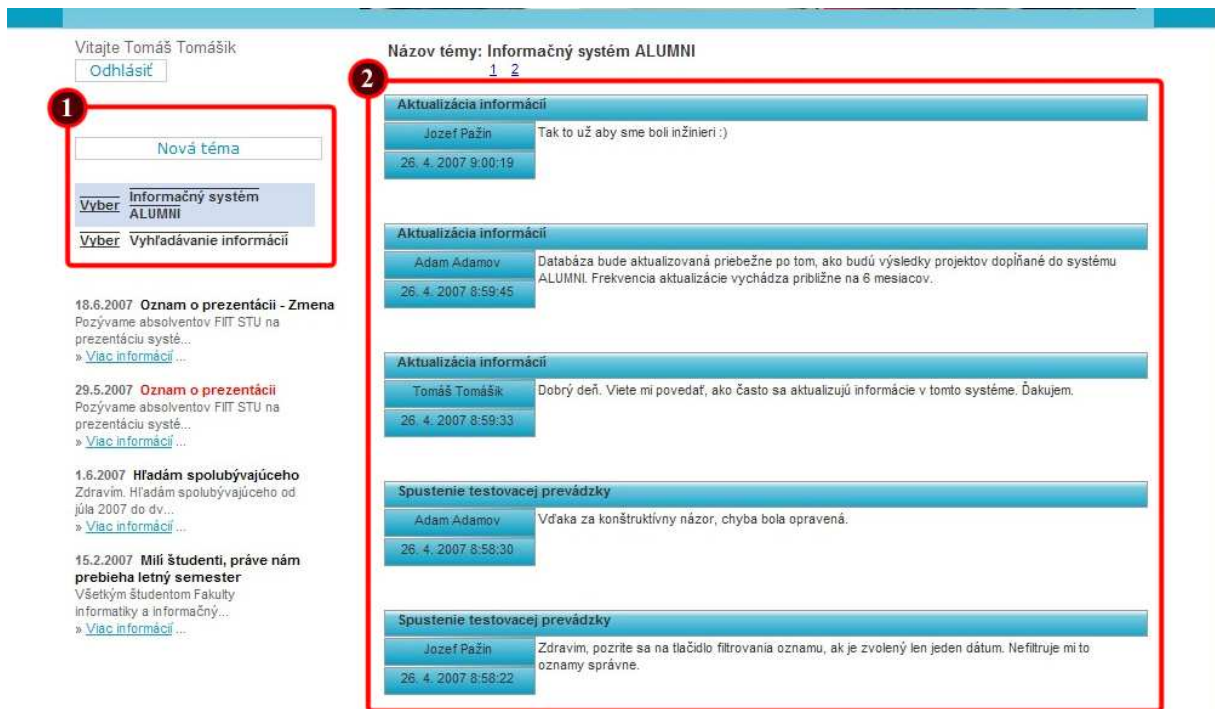 Vitajte Tomáš Tomášik
Odhlásiť
1
Nová téma
Vyber Informačný systém
ALUMNI
Vyber Vyhľadávanie informácií
18.6.2007 Oznam o prezentácii - Zmena
Pozývame absolventov FIIT STU na
prezentáciu systé...
» Viac informácií ...
29.5.2007 Oznam o prezentácii
Pozývame absolventov FIIT STU na
prezentáciu systé...
» Viac informácií ...
1.6.2007 Hľadám spolubývajúceho
Zdravím. Hľadám spolubývajúceho od
júla 2007 do dv...
» Viac informácií ...
15.2.2007 Milí študenti, práve nám
prebieha letný semester
Všetkým študentom Fakulty
informatiky a informačný...
» Viac informácií ...
Názov témy: Informačný systém ALUMNI
1 2
2
Aktualizácia informácií
Jozef Pažin
26. 4. 2007 9:00:19
Tak to už aby sme boli inžinieri :)
Aktualizácia informácií
Adam Adamov
26. 4. 2007 8:59:45
Databáza bude aktualizovaná priebežne po tom, ako budú výsledky projektov dopĺňané do systému
ALUMNI. Frekvencia aktualizácie vychádza približne na 6 mesiacov.
Aktualizácia informácií
Tomáš Tomášik
26. 4. 2007 8:59:33
Dobrý deň. Viete mi povedať, ako často sa aktualizujú informácie v tomto systéme. Ďakujem.
Spustenie testovacej prevádzky
Adam Adamov
26. 4. 2007 8:58:30
Vďaka za konštruktívny názor, chyba bola opravená.
Spustenie testovacej prevádzky
Jozef Pažin
26. 4. 2007 8:58:22
Zdravim, pozrite sa na tlačidlo filtrovania oznamu, ak je zvolený len jeden dátum. Nefiltruje mi to
oznamy správne.